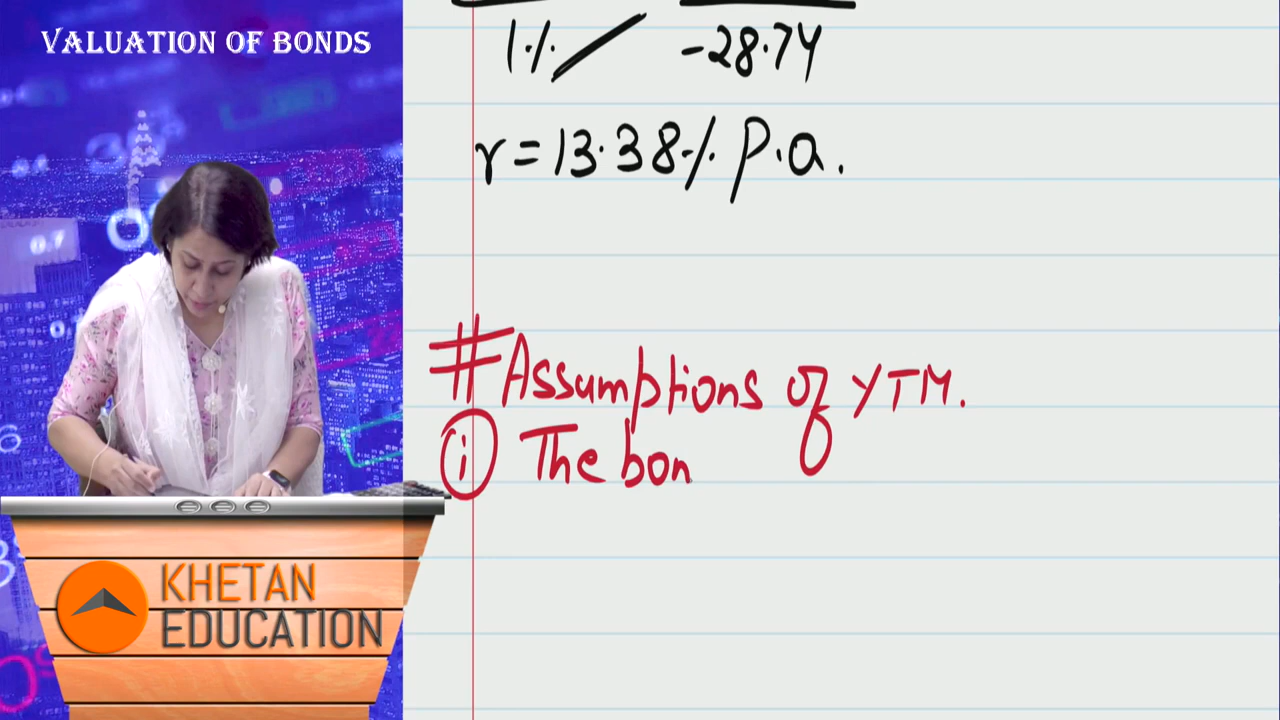 VALUATION OF BONDS
1% -28.74
r = 13.38% p.a.
# Assumptions of YTM.
(i) The bon
KHETAN
EDUCATION